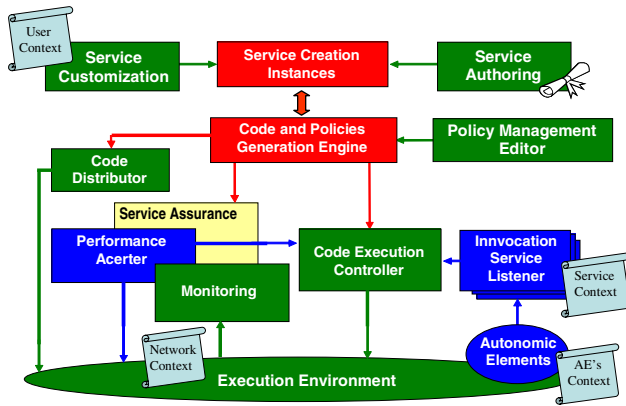 User
Context
Service
Customization
Service Creation
Instances
Service
Authoring
Code and Policies
Generation Engine
Policy Management
Editor
Code
Distributor
Service Assurance
Performance
Acerter
Code Execution
Controller
Innvocation
Service
Listener
Service
Context
Monitoring
Network
Context
Autonomic
Elements
AE's
Context
Execution Environment